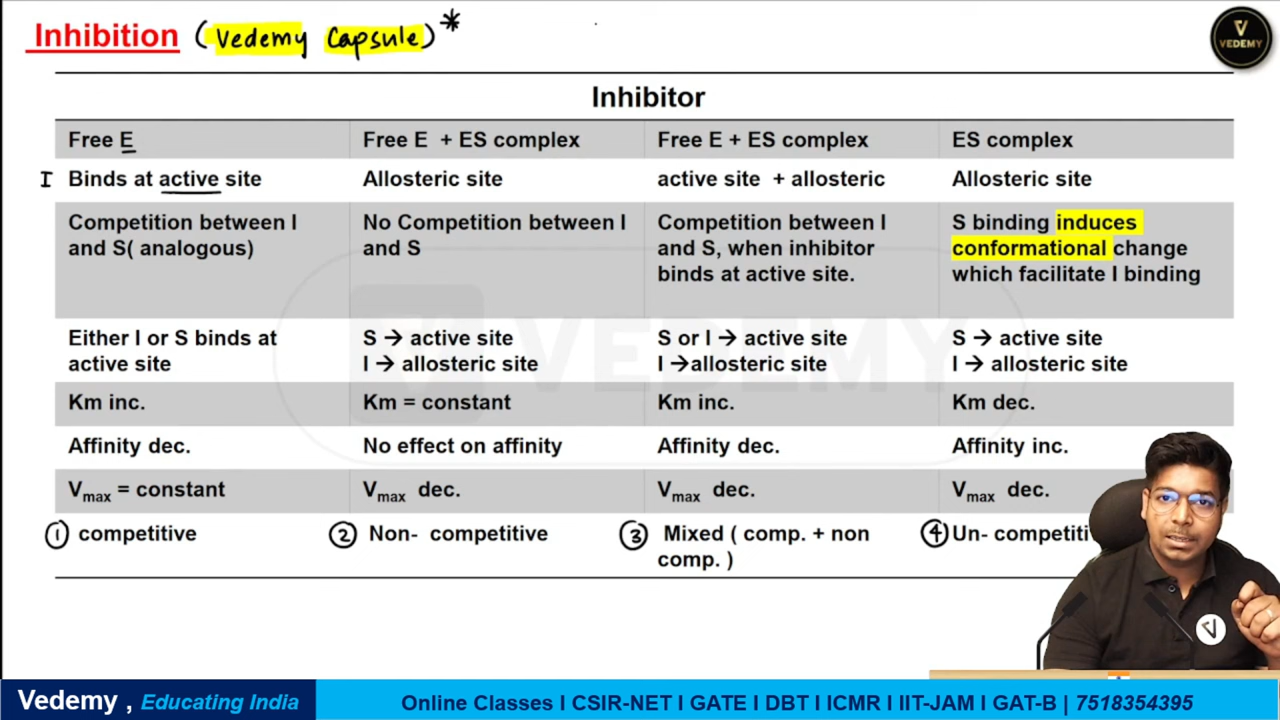 Inhibition (Vedemy Capsule)*
VEDEMY
Inhibitor
Free E
Free E + ES complex
Free E + ES complex
ES complex
I Binds at active site
Allosteric site
active site + allosteric
Allosteric site
Competition between I
and S( analogous)
No Competition between I
and S
Competition between I
and S, when inhibitor
binds at active site.
S binding induces
conformational change
which facilitate I binding
Either I or S binds at
active site
S → active site
I → allosteric site
S or I → active site
I →allosteric site
S → active site
I → allosteric site
Km inc.
Km = constant
Km inc.
Km dec.
Affinity dec.
No effect on affinity
Affinity dec.
Affinity inc.
Vmax = constant
Vmax dec.
Vmax dec.
Vmax dec.
① competitive
② Non- competitive
③ Mixed ( comp. + non
comp. )
④ Un- competiti
VEDEMY
Vedemy , Educating India
Online Classes I CSIR-NET I GATE I DBT I ICMR I IIT-JAM I GAT-B | 7518354395